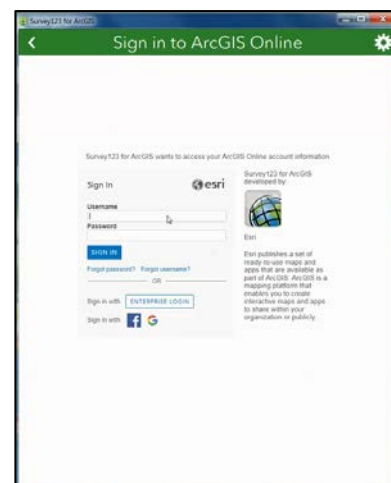 Survey123 for ArcGIS
Sign in to ArcGIS Online
Survey123 for ArcGIS wants to access your ArcGIS Online account information
Sign In
esri
Username
Password
SIGN IN
Forgot password? Forgot username?
OR
Sign in with ENTERPRISE LOGIN
Sign in with
Survey123 for ArcGIS
developed by:
Esri
Esri publishes a set of
ready-to-use maps and
apps that are available as
part of ArcGIS. ArcGIS is a
mapping platform that
enables you to create
interactive maps and apps
to share within your
organization or publicly.